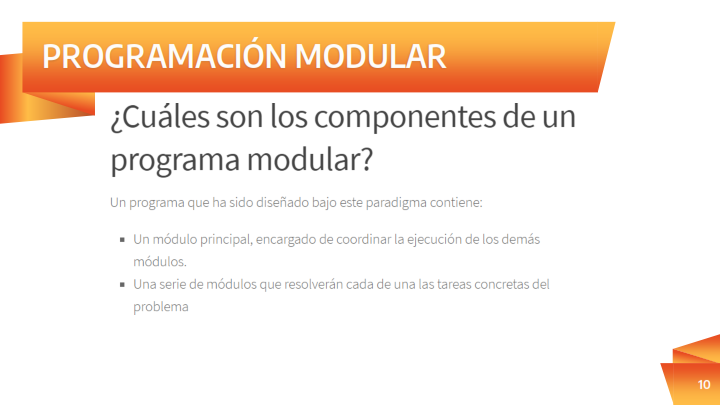 PROGRAMACIÓN MODULAR
¿Cuáles son los componentes de un
programa modular?
Un programa que ha sido diseñado bajo este paradigma contiene:
▪ Un módulo principal, encargado de coordinar la ejecución de los demás
módulos.
▪ Una serie de módulos que resolverán cada de una las tareas concretas del
problema
10